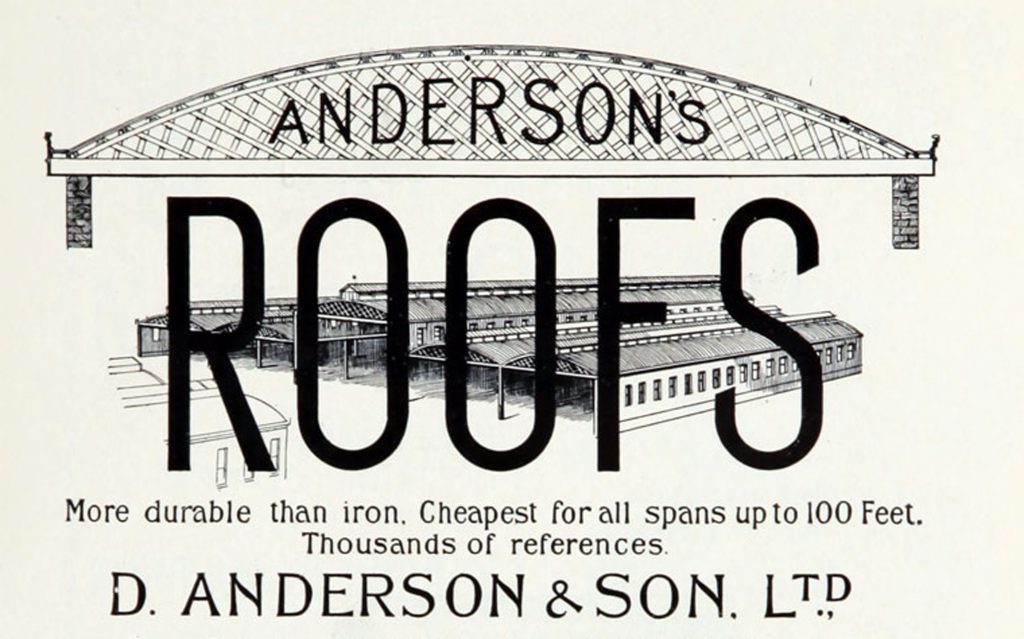 ANDERSON'S
ROOFS
More durable than iron. Cheapest for all spans up to 100 Feet.
Thousands of references.
D. ANDERSON & SON. LTD.,